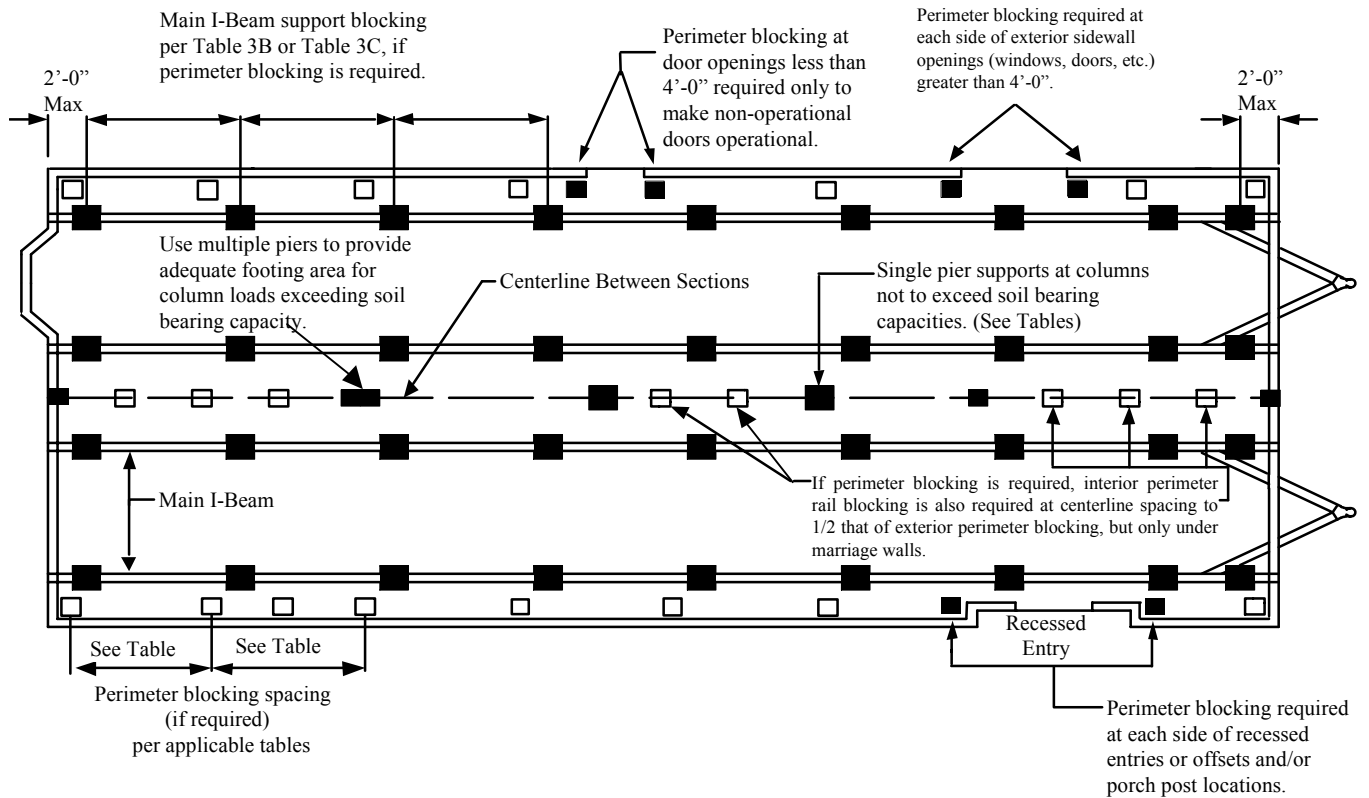 Main I-Beam support blocking
per Table 3B or Table 3C, if
perimeter blocking is required.
Perimeter blocking at
door openings less than
4’-0” required only to
make non-operational
doors operational.
Perimeter blocking required at
each side of exterior sidewall
openings (windows, doors, etc.)
greater than 4’-0”.
2’-0”
Max
2’-0”
Max
Use multiple piers to provide
adequate footing area for
column loads exceeding soil
bearing capacity.
Centerline Between Sections
Single pier supports at columns
not to exceed soil bearing
capacities. (See Tables)
Main I-Beam
If perimeter blocking is required, interior perimeter
rail blocking is also required at centerline spacing to
1/2 that of exterior perimeter blocking, but only under
marriage walls.
See Table
See Table
Perimeter blocking spacing
(if required)
per applicable tables
Recessed
Entry
Perimeter blocking required
at each side of recessed
entries or offsets and/or
porch post locations.